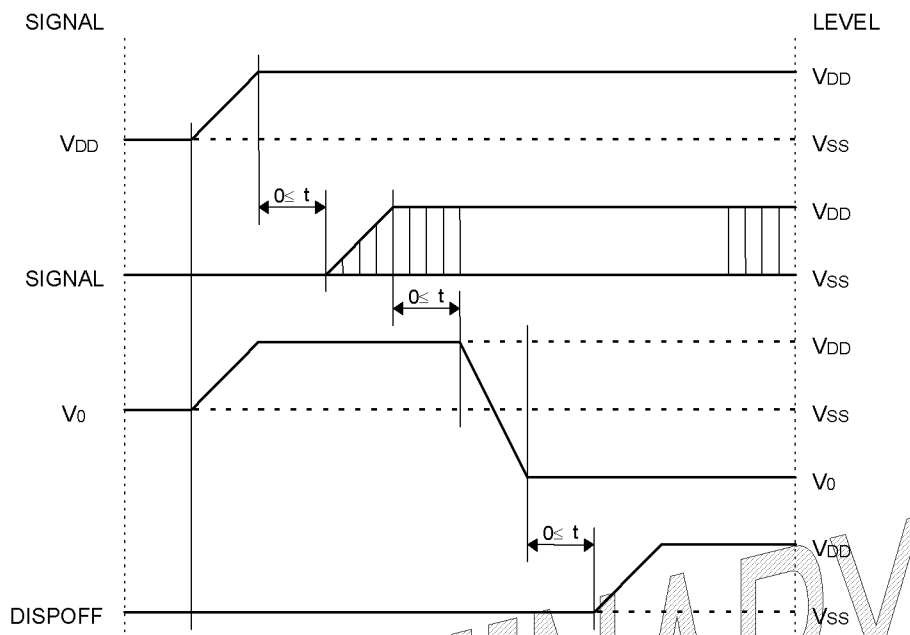 SIGNAL LEVEL
VDD
VDD VSS
0≤ t VDD
SIGNAL VSS
0≤ t
VDD
V0 VSS
V0
0≤ t
VDD
DISPOFF VSS